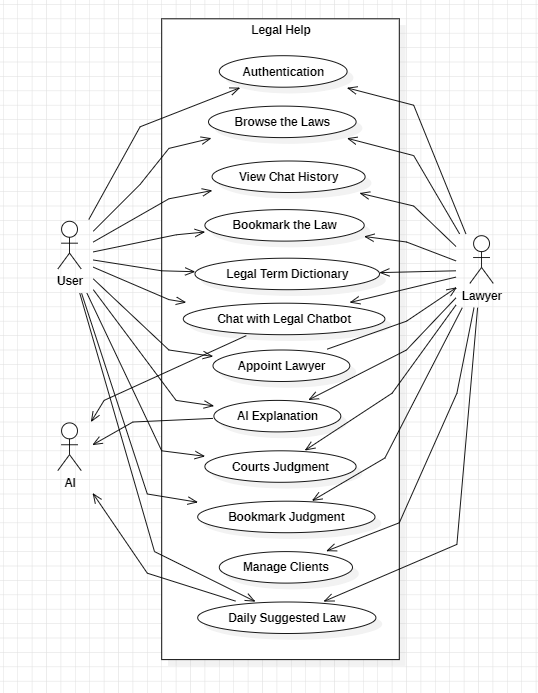 Legal Help
Authentication
Browse the Laws
View Chat History
Bookmark the Law
User
Lawyer
Legal Term Dictionary
Chat with Legal Chatbot
Appoint Lawyer
AI Explanation
AI
Courts Judgment
Bookmark Judgment
Manage Clients
Daily Suggested Law